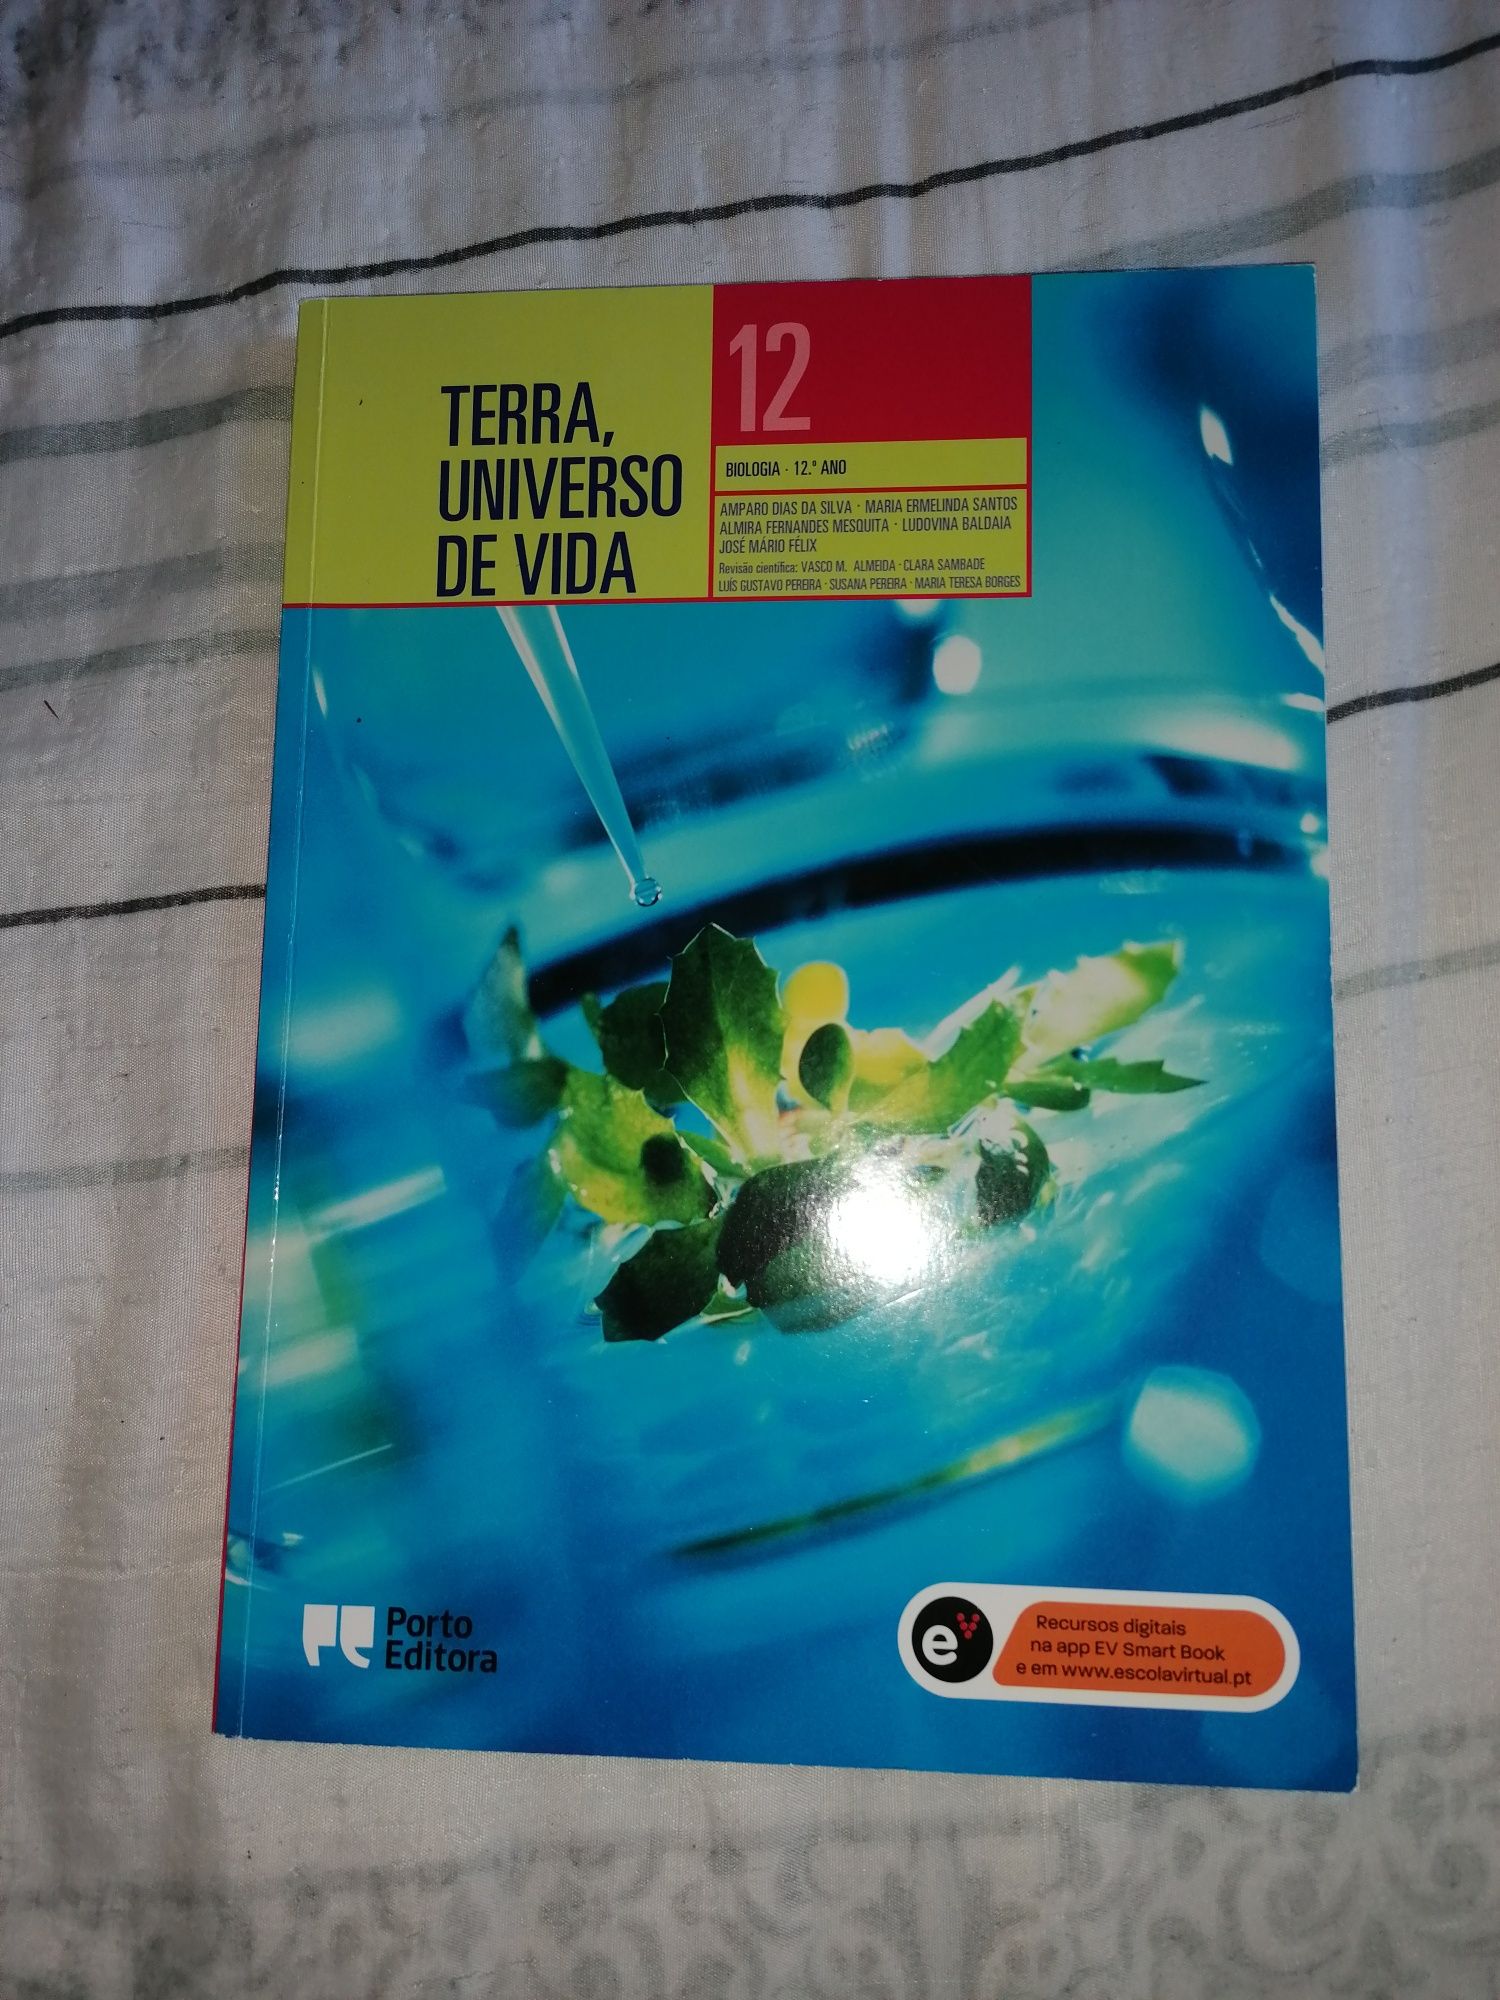 TERRA,
UNIVERSO
DE VIDA
12
BIOLOGIA · 12.º ANO
AMPARO DIAS DA SILVA · MARIA ERMELINDA SANTOS
ALMIRA FERNANDES MESQUITA · LUDOVINA BALDAIA
JOSÉ MÁRIO FÉLIX
Revisão científica: VASCO M. ALMEIDA · CLARA SAMBADE
LUÍS GUSTAVO PEREIRA · SUSANA PEREIRA · MARIA TERESA BORGES
Porto
Editora
ev
Recursos digitais
na app EV Smart Book
e em www.escolavirtual.pt